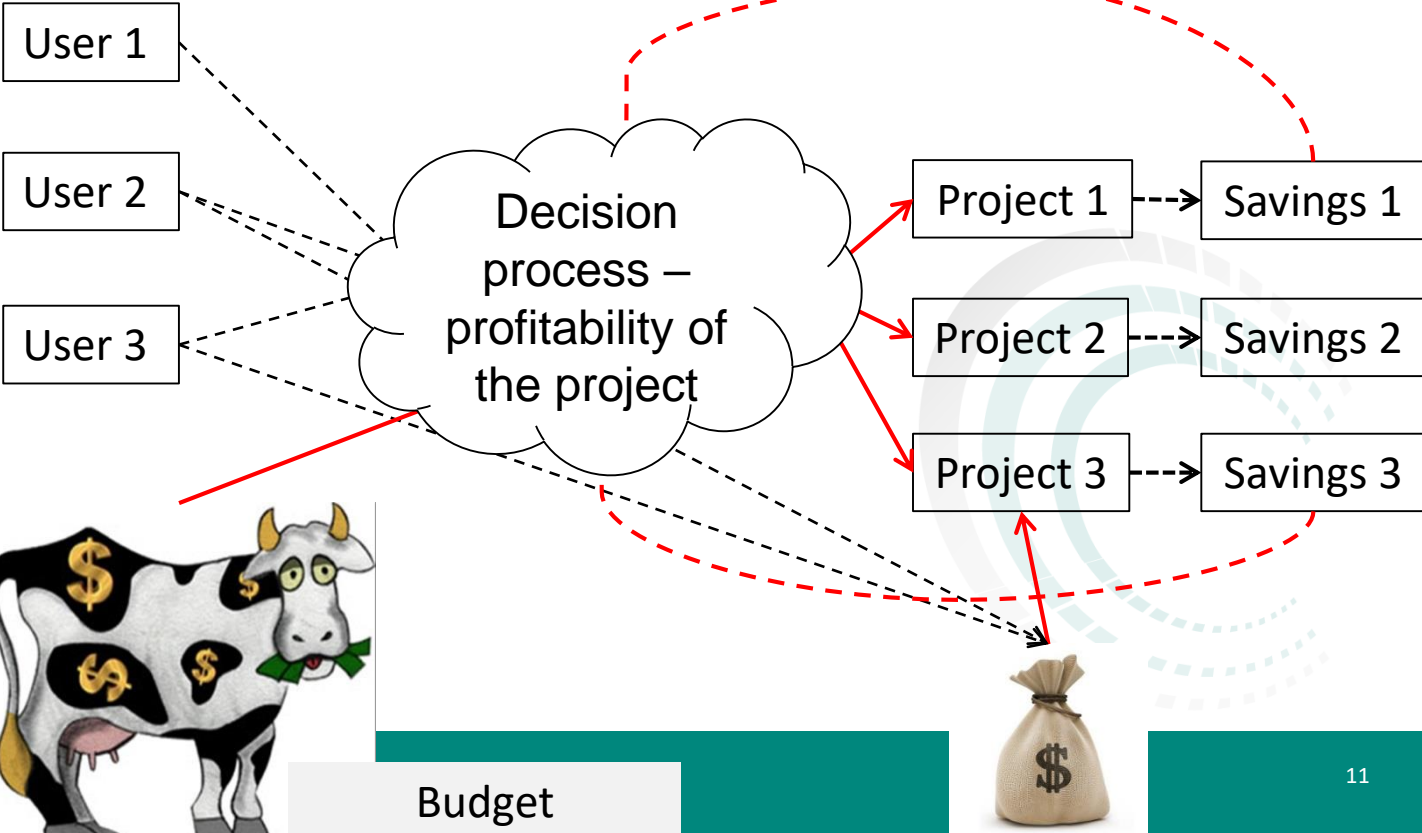 User 1
User 2
User 3
Decision
process –
profitability of
the project
Project 1
Savings 1
Project 2
Savings 2
Project 3
Savings 3
$
$
$
$
$
Budget
11